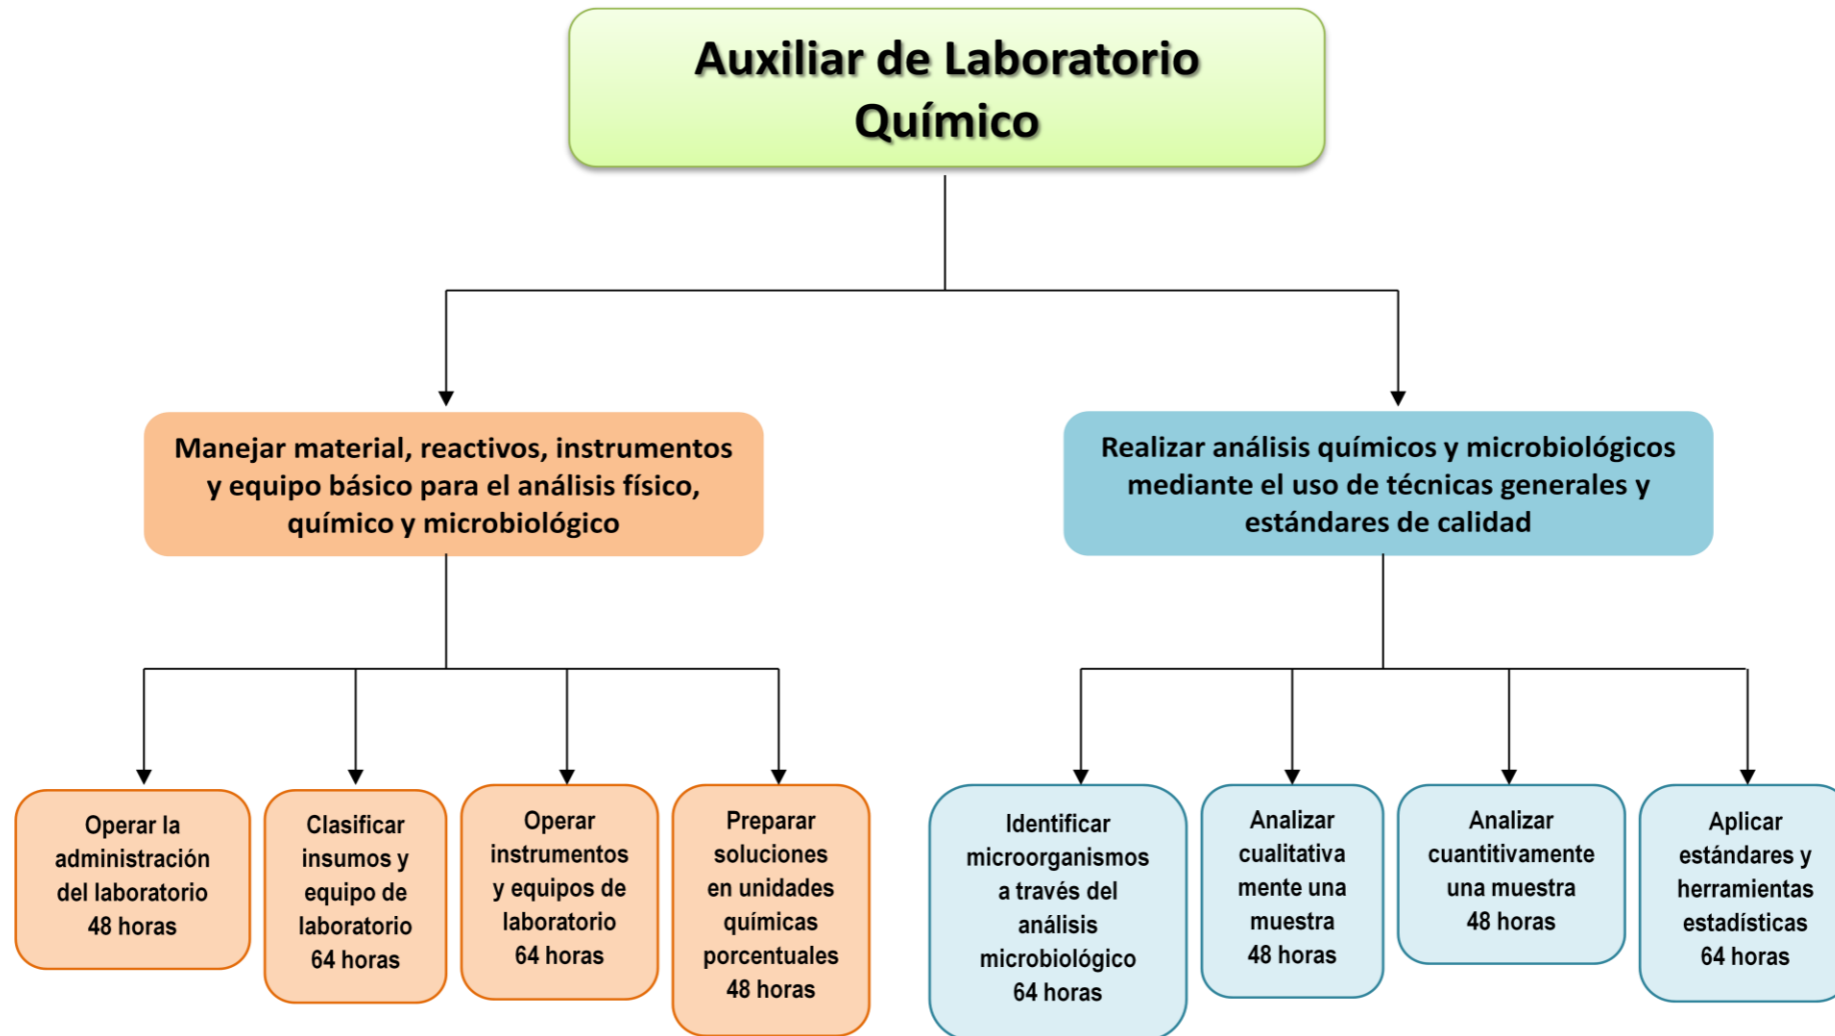 Auxiliar de Laboratorio
Químico
Manejar material, reactivos, instrumentos
y equipo básico para el análisis físico,
químico y microbiológico
Realizar análisis químicos y microbiológicos
mediante el uso de técnicas generales y
estándares de calidad
Operar la
administración
del laboratorio
48 horas
Clasificar
insumos y
equipo de
laboratorio
64 horas
Operar
instrumentos
y equipos de
laboratorio
64 horas
Preparar
soluciones
en unidades
químicas
porcentuales
48 horas
Identificar
microorganismos
a través del
análisis
microbiológico
64 horas
Analizar
cualitativa
mente una
muestra
48 horas
Analizar
cuantitivamente
una muestra
48 horas
Aplicar
estándares y
herramientas
estadísticas
64 horas